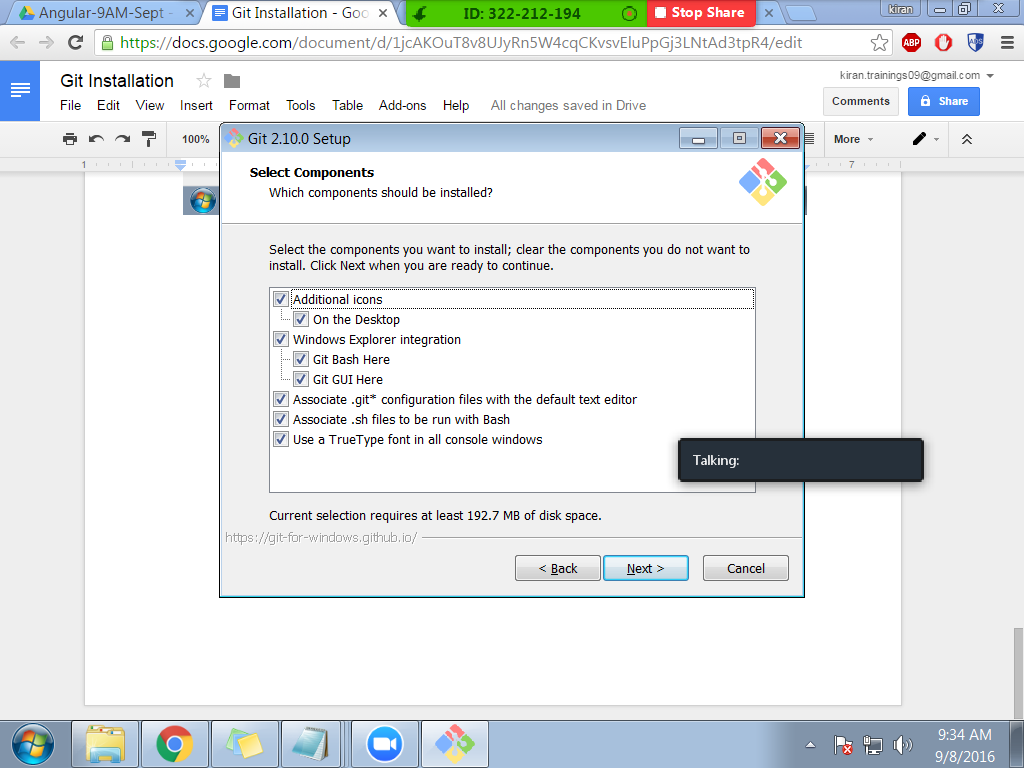 Angular-9AM-Sept -
Git Installation - Goo
ID: 322-212-194
Stop Share
kiran
https://docs.google.com/document/d/1jcAKOuT8v8UJyRn5W4cqCKvsvEluPpGj3LNtAd3tpR4/edit
ABP
ADS
Git Installation
kiran.trainings09@gmail.com
File Edit View Insert Format Tools Table Add-ons Help All changes saved in Drive
Comments
Share
100%
More
1
7
Git 2.10.0 Setup
Select Components
Which components should be installed?
Select the components you want to install; clear the components you do not want to
install. Click Next when you are ready to continue.
Additional icons
On the Desktop
Windows Explorer integration
Git Bash Here
Git GUI Here
Associate .git* configuration files with the default text editor
Associate .sh files to be run with Bash
Use a TrueType font in all console windows
Talking:
Current selection requires at least 192.7 MB of disk space.
https://git-for-windows.github.io/
< Back
Next >
Cancel
9:34 AM
9/8/2016